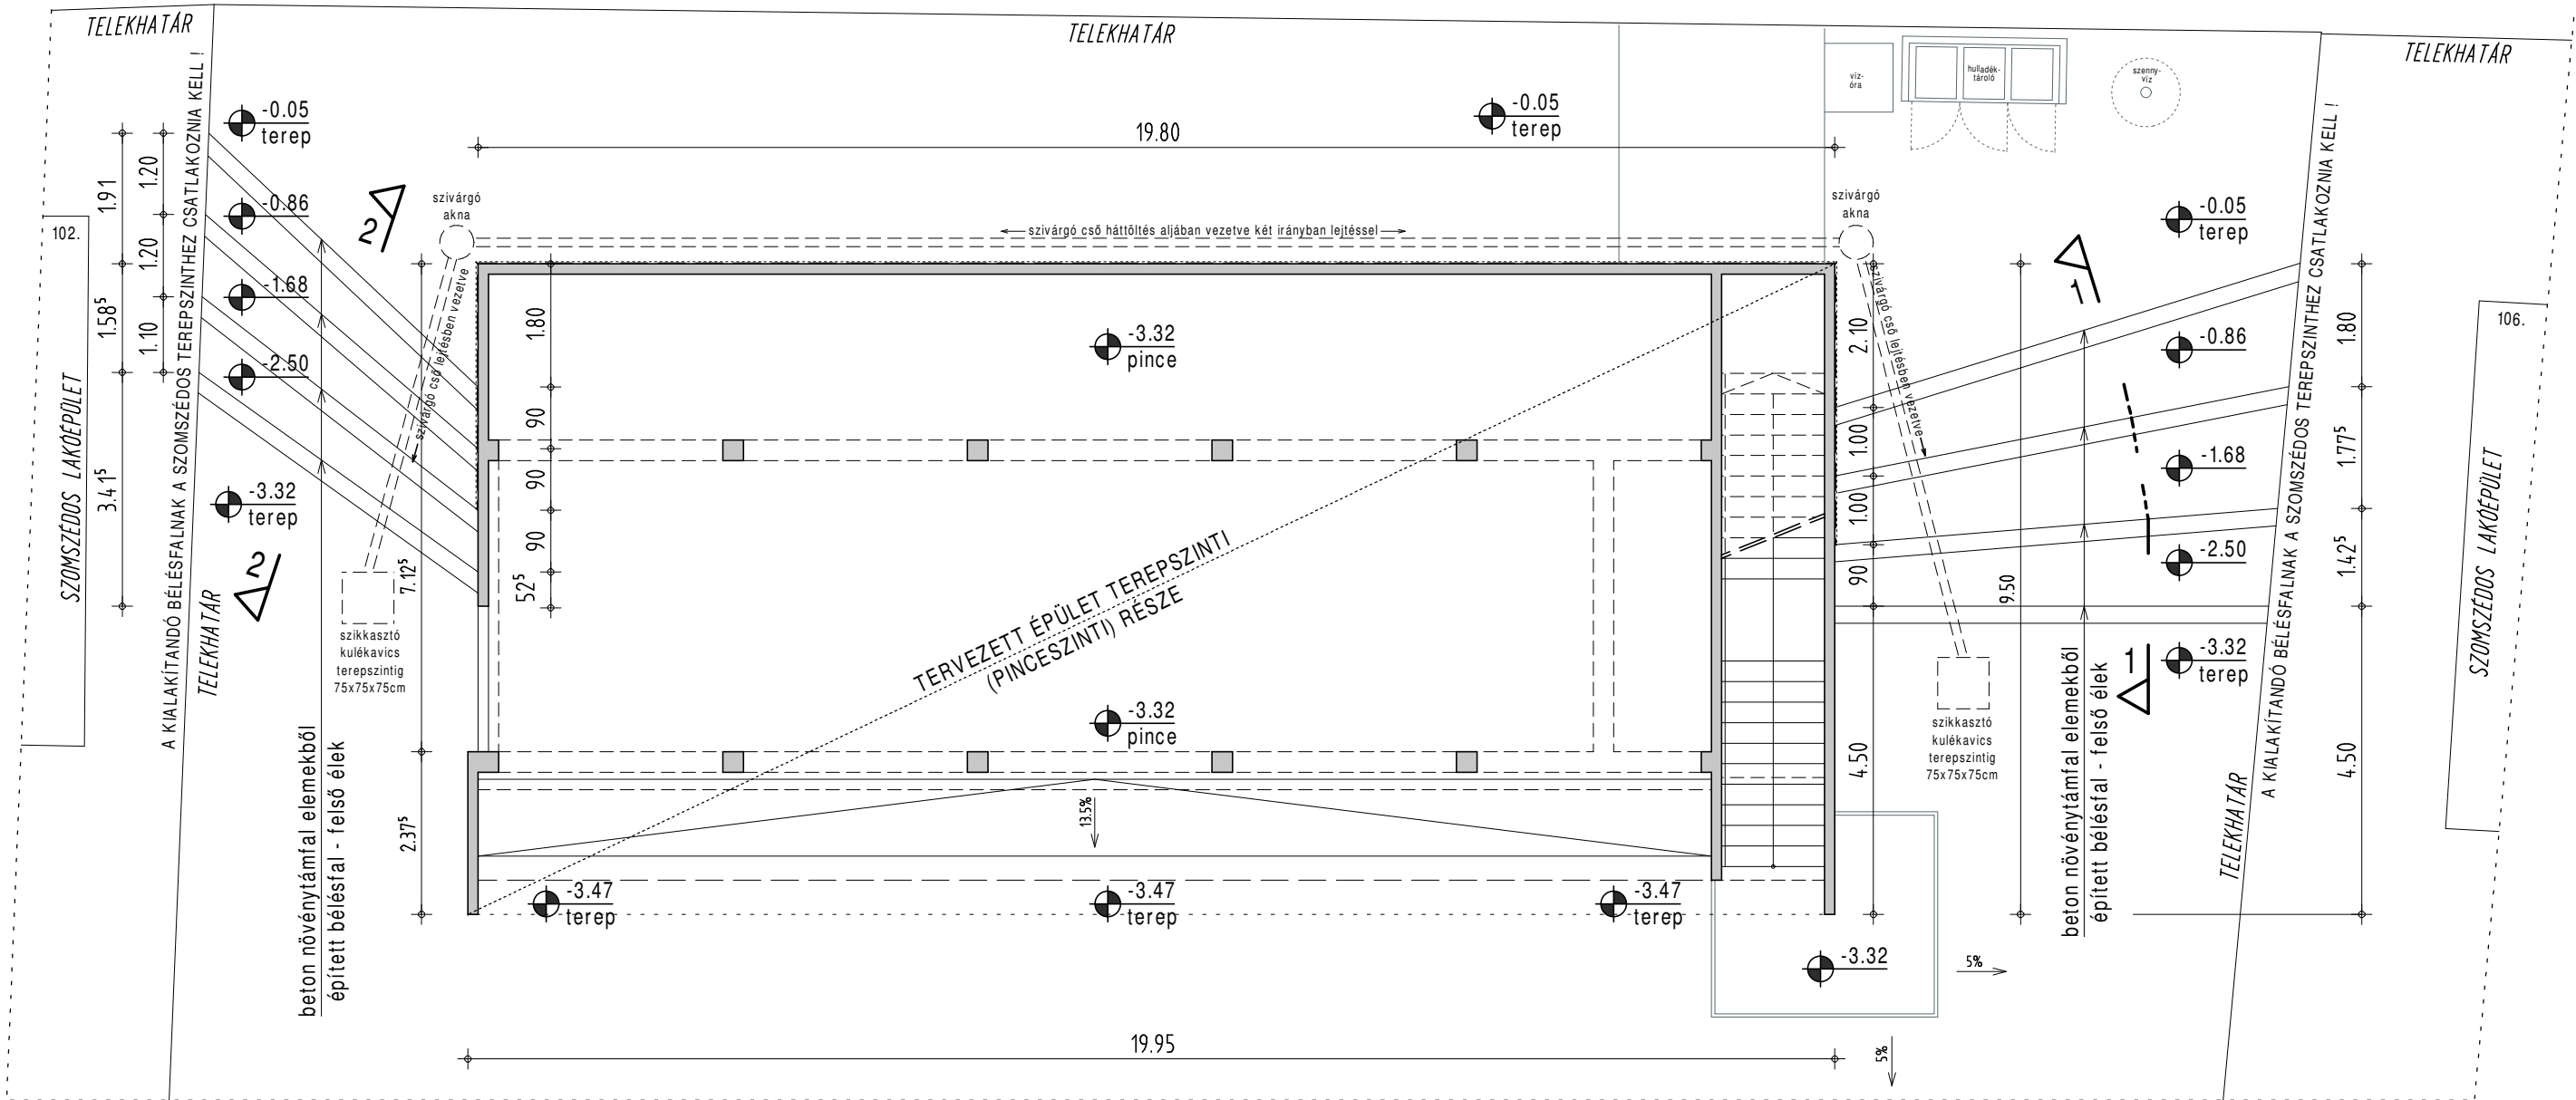 TELEKHATÁR
TELEKHATÁR
TELEKHATÁR
víz-
óra
hulladék-
tároló
szenny-
víz
-0.05
terep
-0.05
terep
19.80
1.20
1.91
-0.86
1.20
1.58⁵
-1.68
1.10
-2.50
3.41⁵
-3.32
terep
102.
SZOMSZÉDOS LAKÓÉPÜLET
A KIALAKÍTANDÓ BÉLÉSFALNAK A SZOMSZÉDOS TEREPSZINTHEZ CSATLAKOZNIA KELL !
TELEKHATÁR
2
2
szivárgó
akna
szivárgó cső háttöltés aljában vezetve két irányban lejtéssel
szivárgó
akna
szivárgó cső lejtésben vezetve
szikkasztó
kulékavics
terepszintig
75x75x75cm
beton növénytámfal elemekből
épített bélésfal - felső élek
7.12⁵
2.37⁵
1.80
90
90
90
52⁵
-3.32
pince
TERVEZETT ÉPÜLET TEREPSZINTI
(PINCESZINTI) RÉSZE
-3.32
pince
13.5%
-3.47
terep
-3.47
terep
-3.47
terep
19.95
2.10
1.00
1.00
90
4.50
9.50
szivárgó cső lejtésben vezetve
szikkasztó
kulékavics
terepszintig
75x75x75cm
-3.32
5%
5%
1
1
-0.05
terep
-0.86
-1.68
-2.50
-3.32
terep
beton növénytámfal elemekből
épített bélésfal - felső élek
A KIALAKÍTANDÓ BÉLÉSFALNAK A SZOMSZÉDOS TEREPSZINTHEZ CSATLAKOZNIA KELL !
TELEKHATÁR
1.80
1.77⁵
1.42⁵
4.50
106.
SZOMSZÉDOS LAKÓÉPÜLET